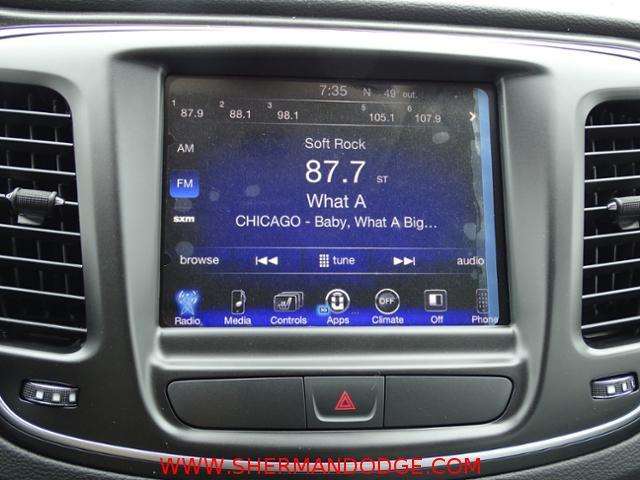 7:35 N 49° out.
1 87.9 2 88.1 3 98.1 5 105.1 6 107.9
AM
Soft Rock
FM
87.7 ST
sxm
What A
CHICAGO - Baby, What A Big...
browse tune audio
Radio Media Controls Apps OFF Climate Off Phone
WWW.SHERMANDODGE.COM